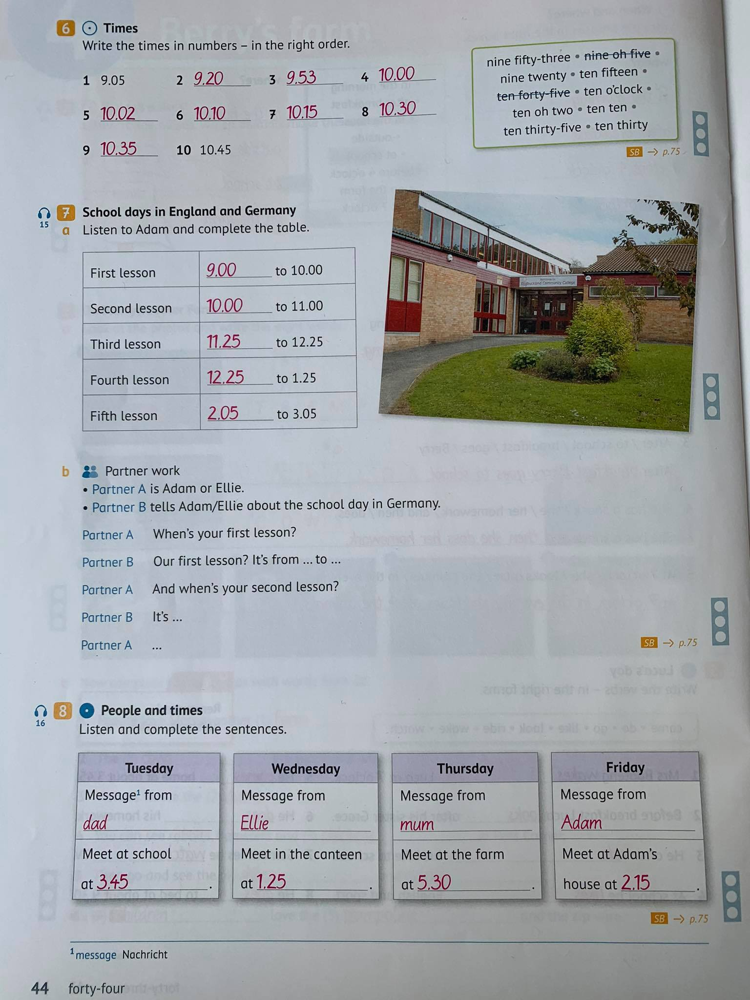 6 Times
Write the times in numbers – in the right order.
1 9.05 2 9.20 3 9.53 4 10.00
5 10.02 6 10.10 7 10.15 8 10.30
9 10.35 10 10.45
nine fifty-three • nine oh five •
nine twenty • ten fifteen •
ten forty-five • ten o'clock •
ten oh two • ten ten •
ten thirty-five • ten thirty
SB → p.75
15
7 School days in England and Germany
a Listen to Adam and complete the table.
First lesson 9.00 to 10.00
Second lesson 10.00 to 11.00
Third lesson 11.25 to 12.25
Fourth lesson 12.25 to 1.25
Fifth lesson 2.05 to 3.05
Eggbuckland Community College
b Partner work
• Partner A is Adam or Ellie.
• Partner B tells Adam/Ellie about the school day in Germany.
Partner A When's your first lesson?
Partner B Our first lesson? It's from ... to ...
Partner A And when's your second lesson?
Partner B It's ...
Partner A ...
SB → p.75
16
8 People and times
Listen and complete the sentences.
Tuesday
Message¹ from
dad
Meet at school
at 3.45.
Wednesday
Message from
Ellie
Meet in the canteen
at 1.25.
Thursday
Message from
mum
Meet at the farm
at 5.30.
Friday
Message from
Adam
Meet at Adam's
house at 2.15.
SB → p.75
¹ message Nachricht
44 forty-four